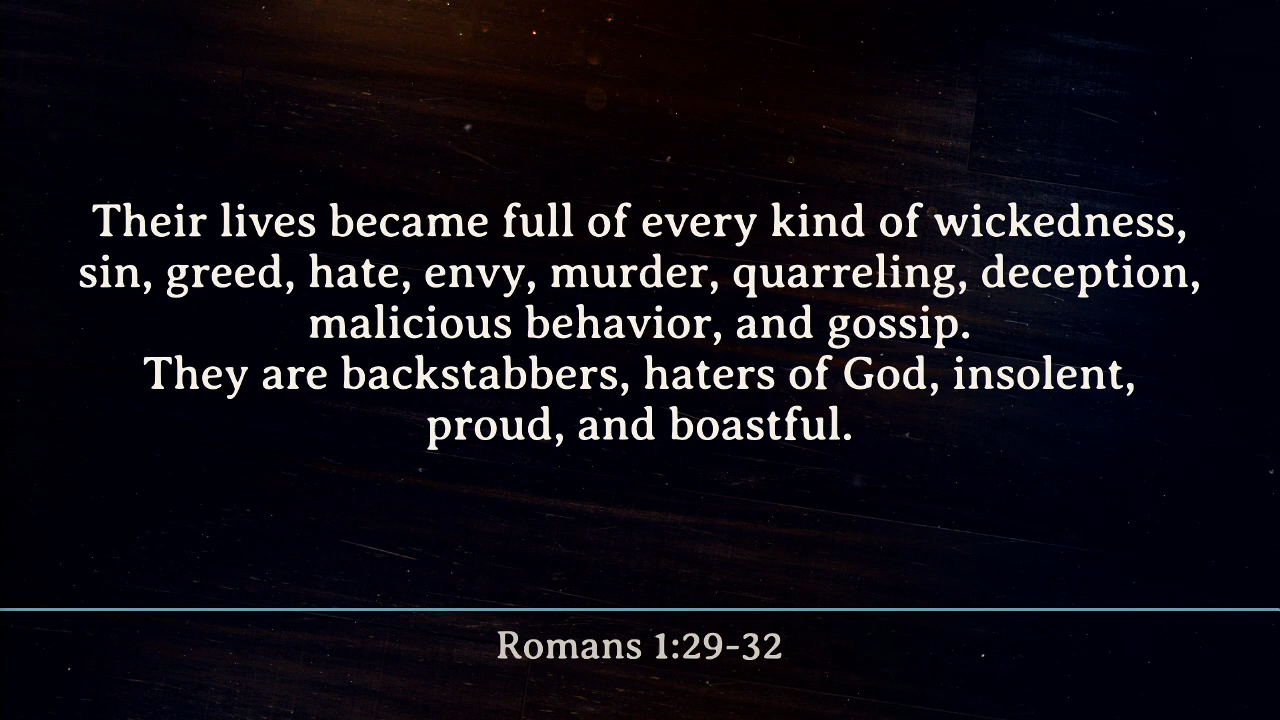 Their lives became full of every kind of wickedness,
sin, greed, hate, envy, murder, quarreling, deception,
malicious behavior, and gossip.
They are backstabbers, haters of God, insolent,
proud, and boastful.
Romans 1:29-32